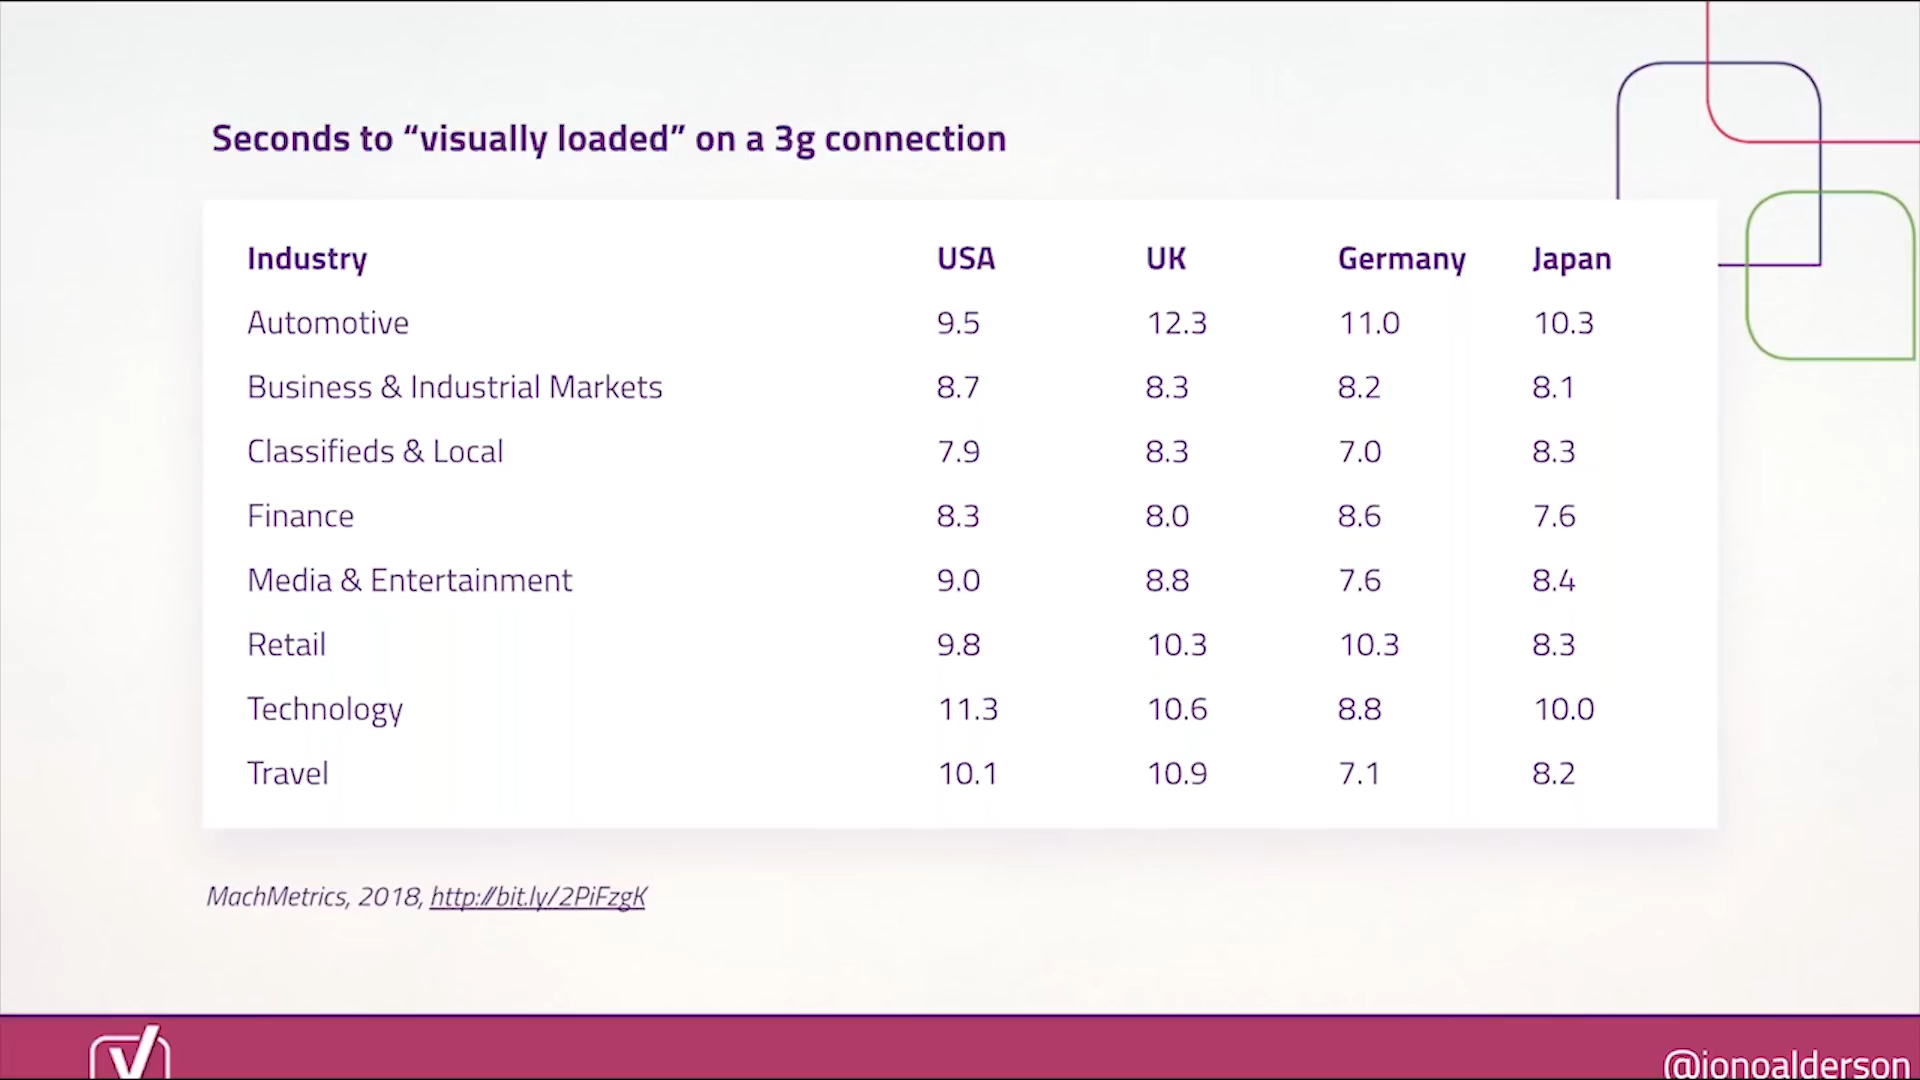 Seconds to “visually loaded” on a 3g connection
Industry USA UK Germany Japan
Automotive 9.5 12.3 11.0 10.3
Business & Industrial Markets 8.7 8.3 8.2 8.1
Classifieds & Local 7.9 8.3 7.0 8.3
Finance 8.3 8.0 8.6 7.6
Media & Entertainment 9.0 8.8 7.6 8.4
Retail 9.8 10.3 10.3 8.3
Technology 11.3 10.6 8.8 10.0
Travel 10.1 10.9 7.1 8.2
MachMetrics, 2018, http://bit.ly/2PiFzgK
@jonoalderson